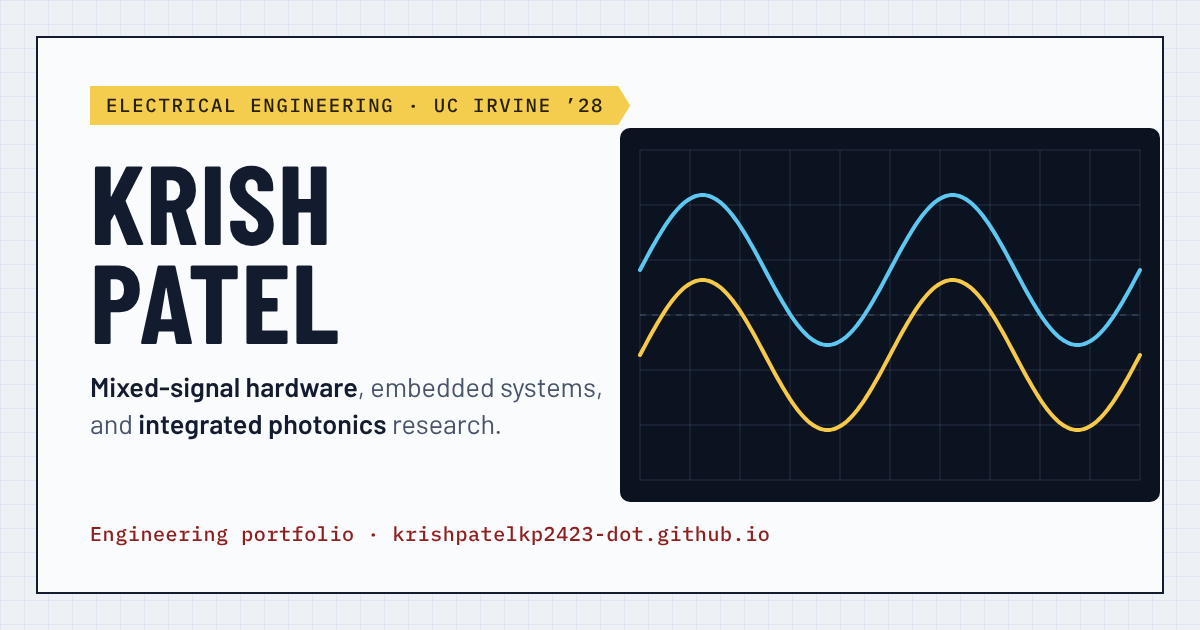 ELECTRICAL ENGINEERING · UC IRVINE ’28
KRISH
PATEL
Mixed-signal hardware, embedded systems,
and integrated photonics research.
Engineering portfolio · krishpatelkp2423-dot.github.io